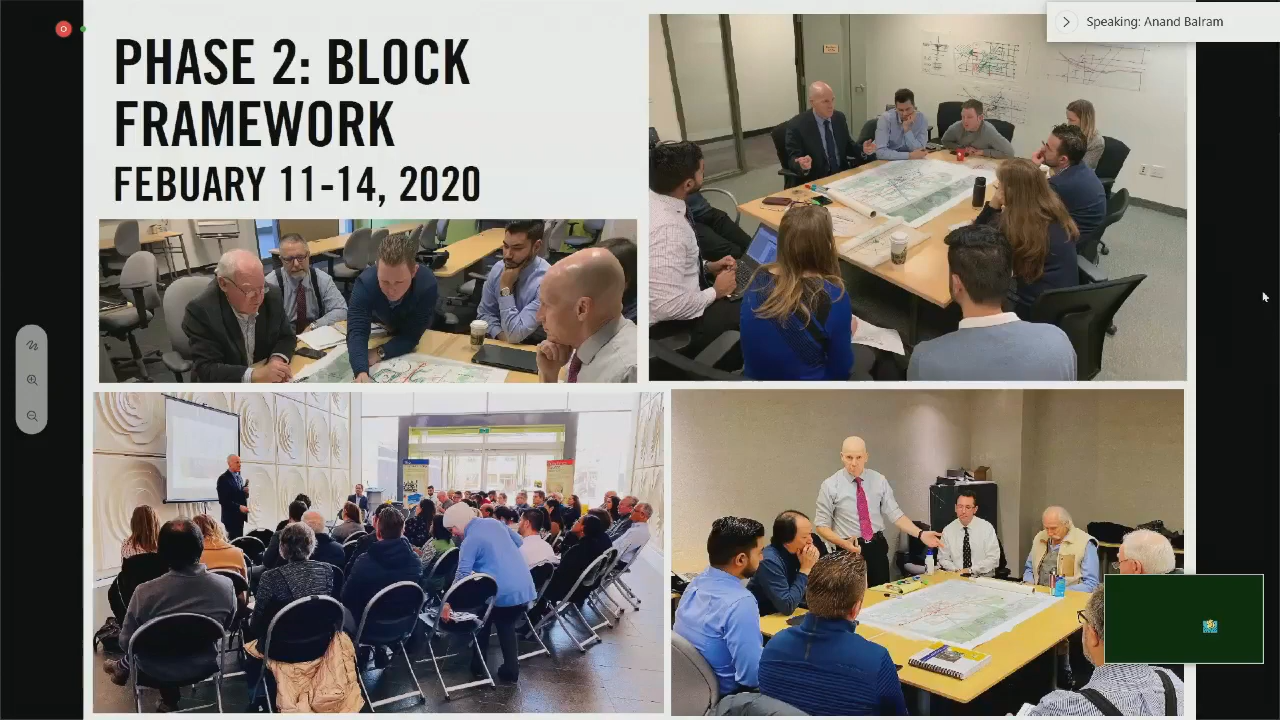 Speaking: Anand Balram
PHASE 2: BLOCK
FRAMEWORK
FEBUARY 11-14, 2020